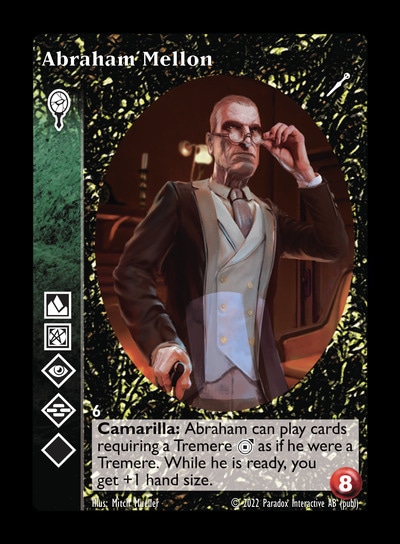 Abraham Mellon
6
Camarilla: Abraham can play cards
requiring a Tremere as if he were a
Tremere. While he is ready, you
get +1 hand size.
8
Illus: Mitch Mueller
© 2022 Paradox Interactive AB (publ)